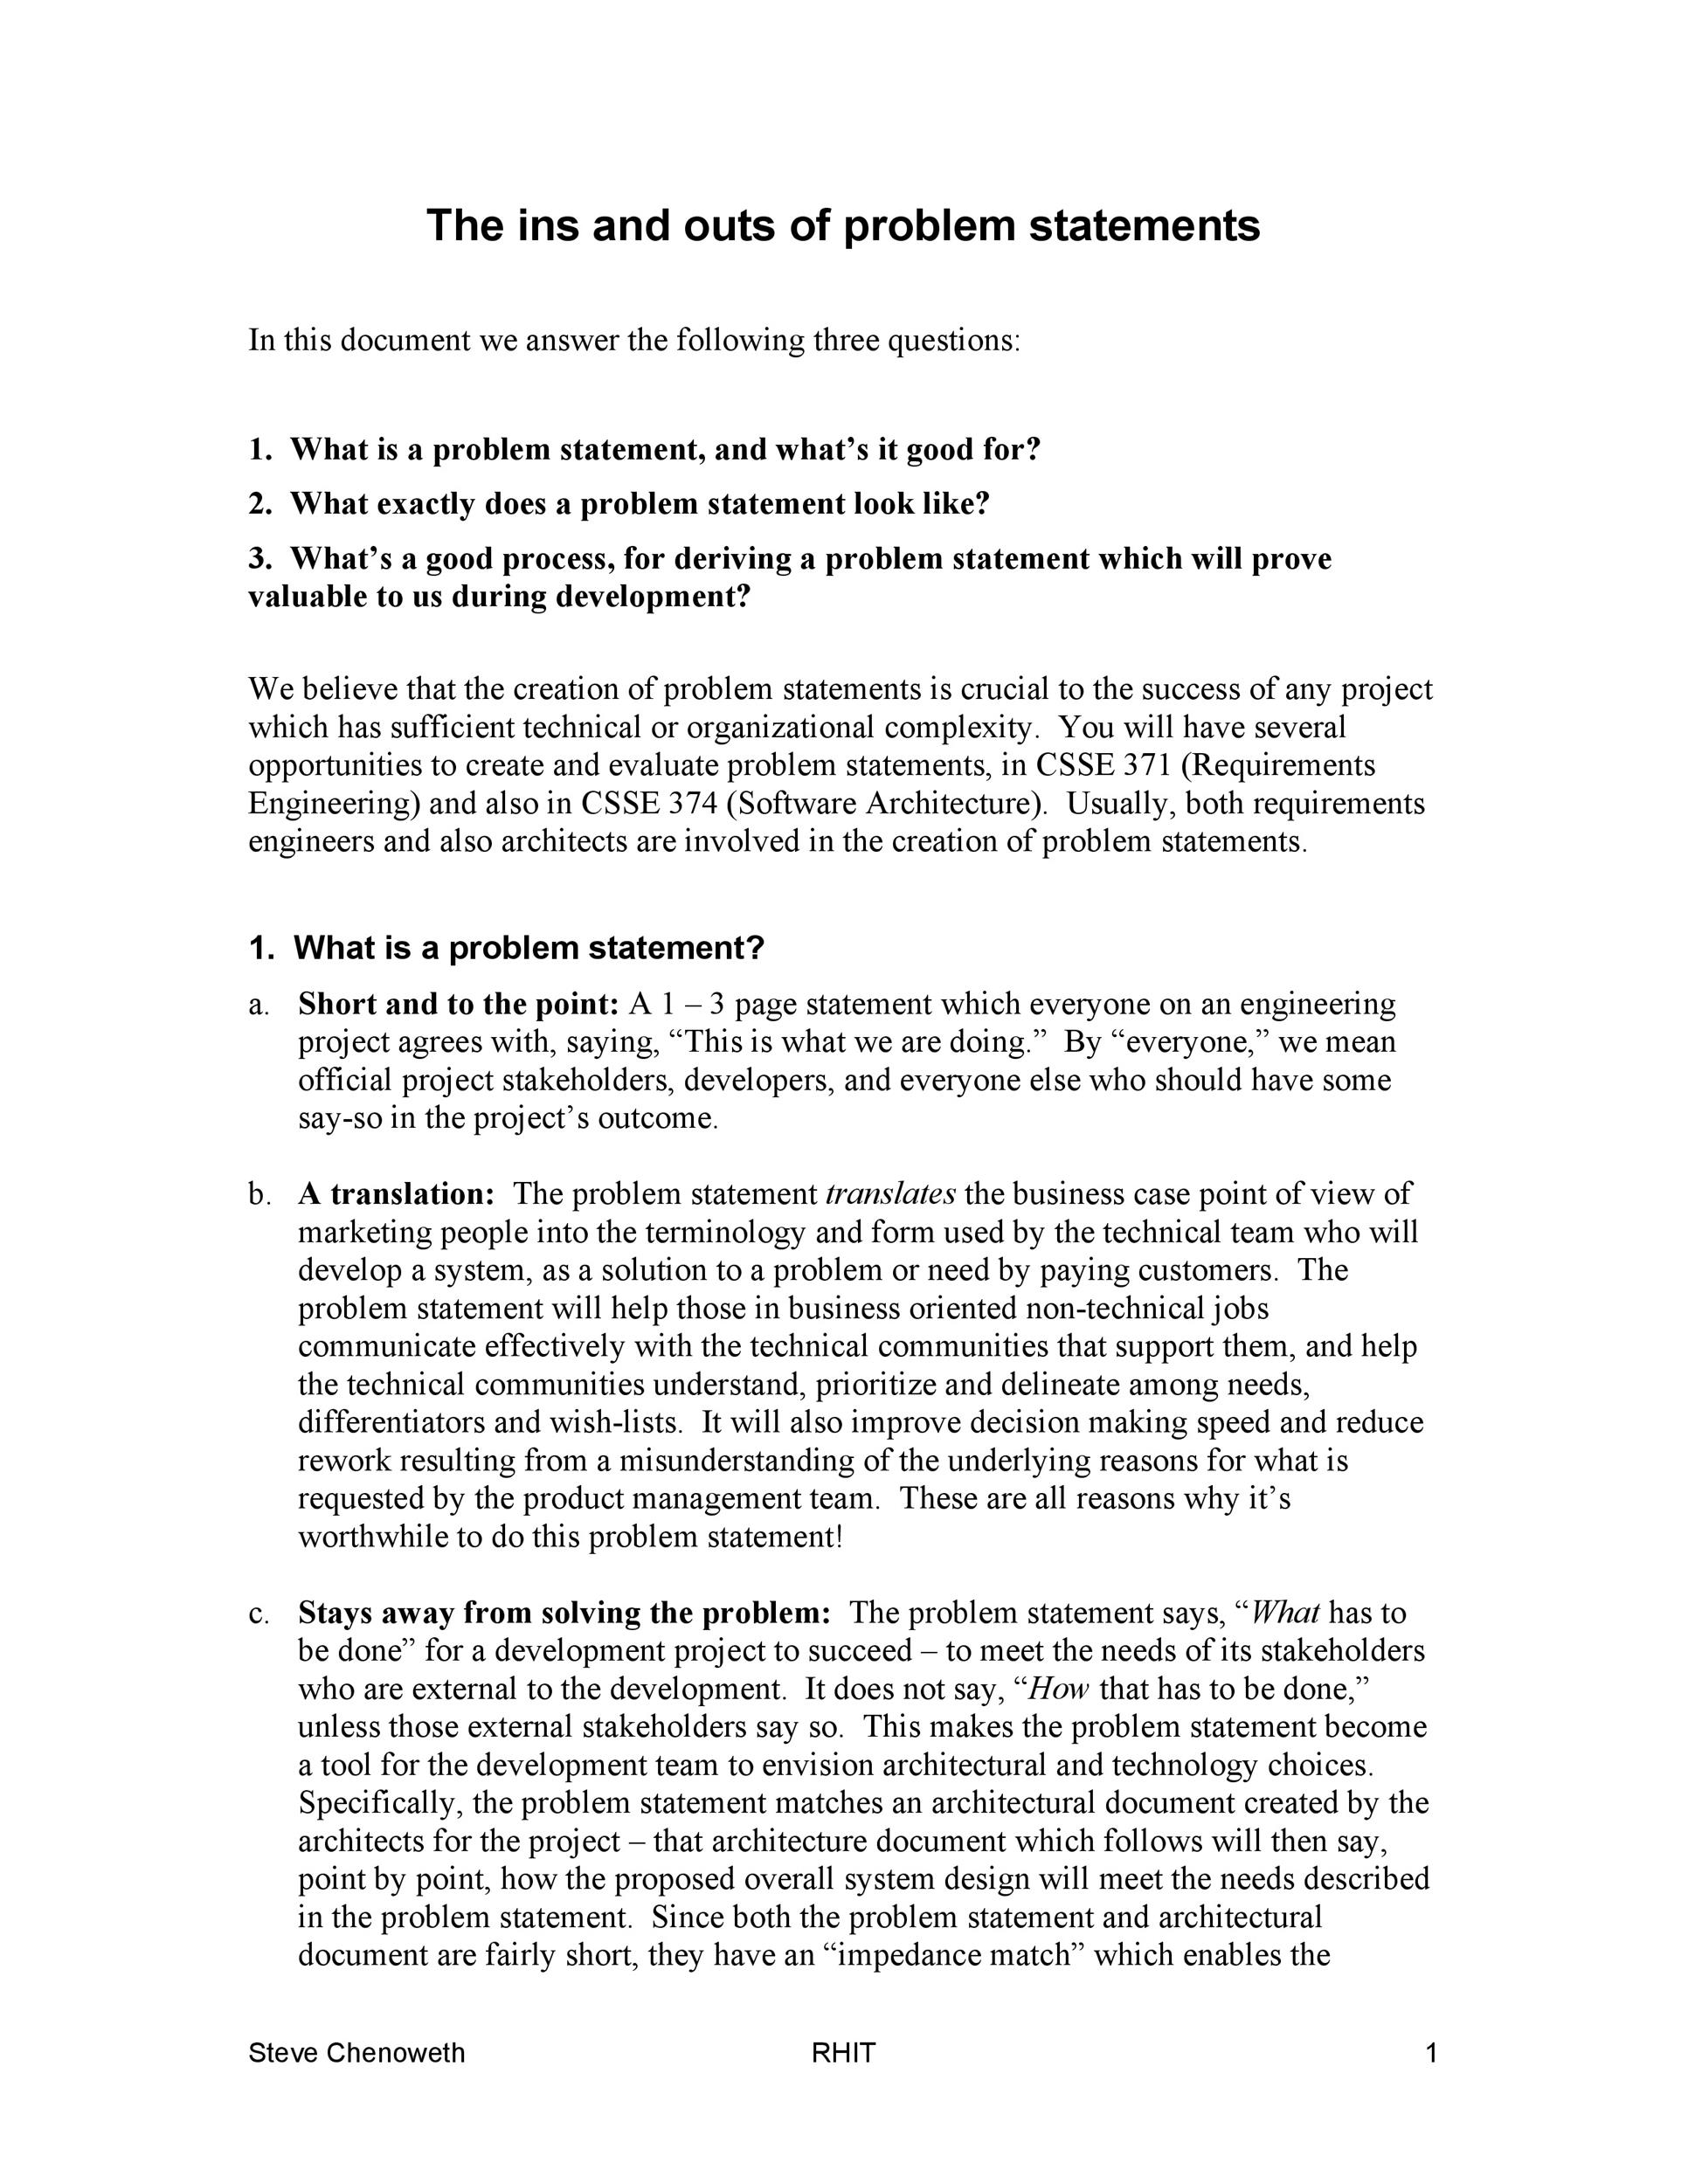 The ins and outs of problem statements
In this document we answer the following three questions:
1.  What is a problem statement, and what’s it good for?
2.  What exactly does a problem statement look like?
3.  What’s a good process, for deriving a problem statement which will prove
valuable to us during development?
We believe that the creation of problem statements is crucial to the success of any project
which has sufficient technical or organizational complexity.  You will have several
opportunities to create and evaluate problem statements, in CSSE 371 (Requirements
Engineering) and also in CSSE 374 (Software Architecture).  Usually, both requirements
engineers and also architects are involved in the creation of problem statements.
1.  What is a problem statement?
a.  Short and to the point: A 1 – 3 page statement which everyone on an engineering
project agrees with, saying, “This is what we are doing.”  By “everyone,” we mean
official project stakeholders, developers, and everyone else who should have some
say-so in the project’s outcome.
b.  A translation:  The problem statement translates the business case point of view of
marketing people into the terminology and form used by the technical team who will
develop a system, as a solution to a problem or need by paying customers.  The
problem statement will help those in business oriented non-technical jobs
communicate effectively with the technical communities that support them, and help
the technical communities understand, prioritize and delineate among needs,
differentiators and wish-lists.  It will also improve decision making speed and reduce
rework resulting from a misunderstanding of the underlying reasons for what is
requested by the product management team.  These are all reasons why it’s
worthwhile to do this problem statement!
c.  Stays away from solving the problem:  The problem statement says, “What has to
be done” for a development project to succeed – to meet the needs of its stakeholders
who are external to the development.  It does not say, “How that has to be done,”
unless those external stakeholders say so.  This makes the problem statement become
a tool for the development team to envision architectural and technology choices.
Specifically, the problem statement matches an architectural document created by the
architects for the project – that architecture document which follows will then say,
point by point, how the proposed overall system design will meet the needs described
in the problem statement.  Since both the problem statement and architectural
document are fairly short, they have an “impedance match” which enables the
Steve Chenoweth RHIT 1